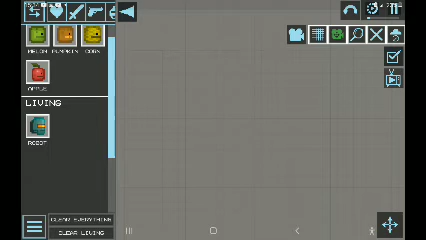 MELON PUMPKIN CORN
APPLE
LIVING
ROBOT
CLEAR EVERYTHING
CLEAR LIVING